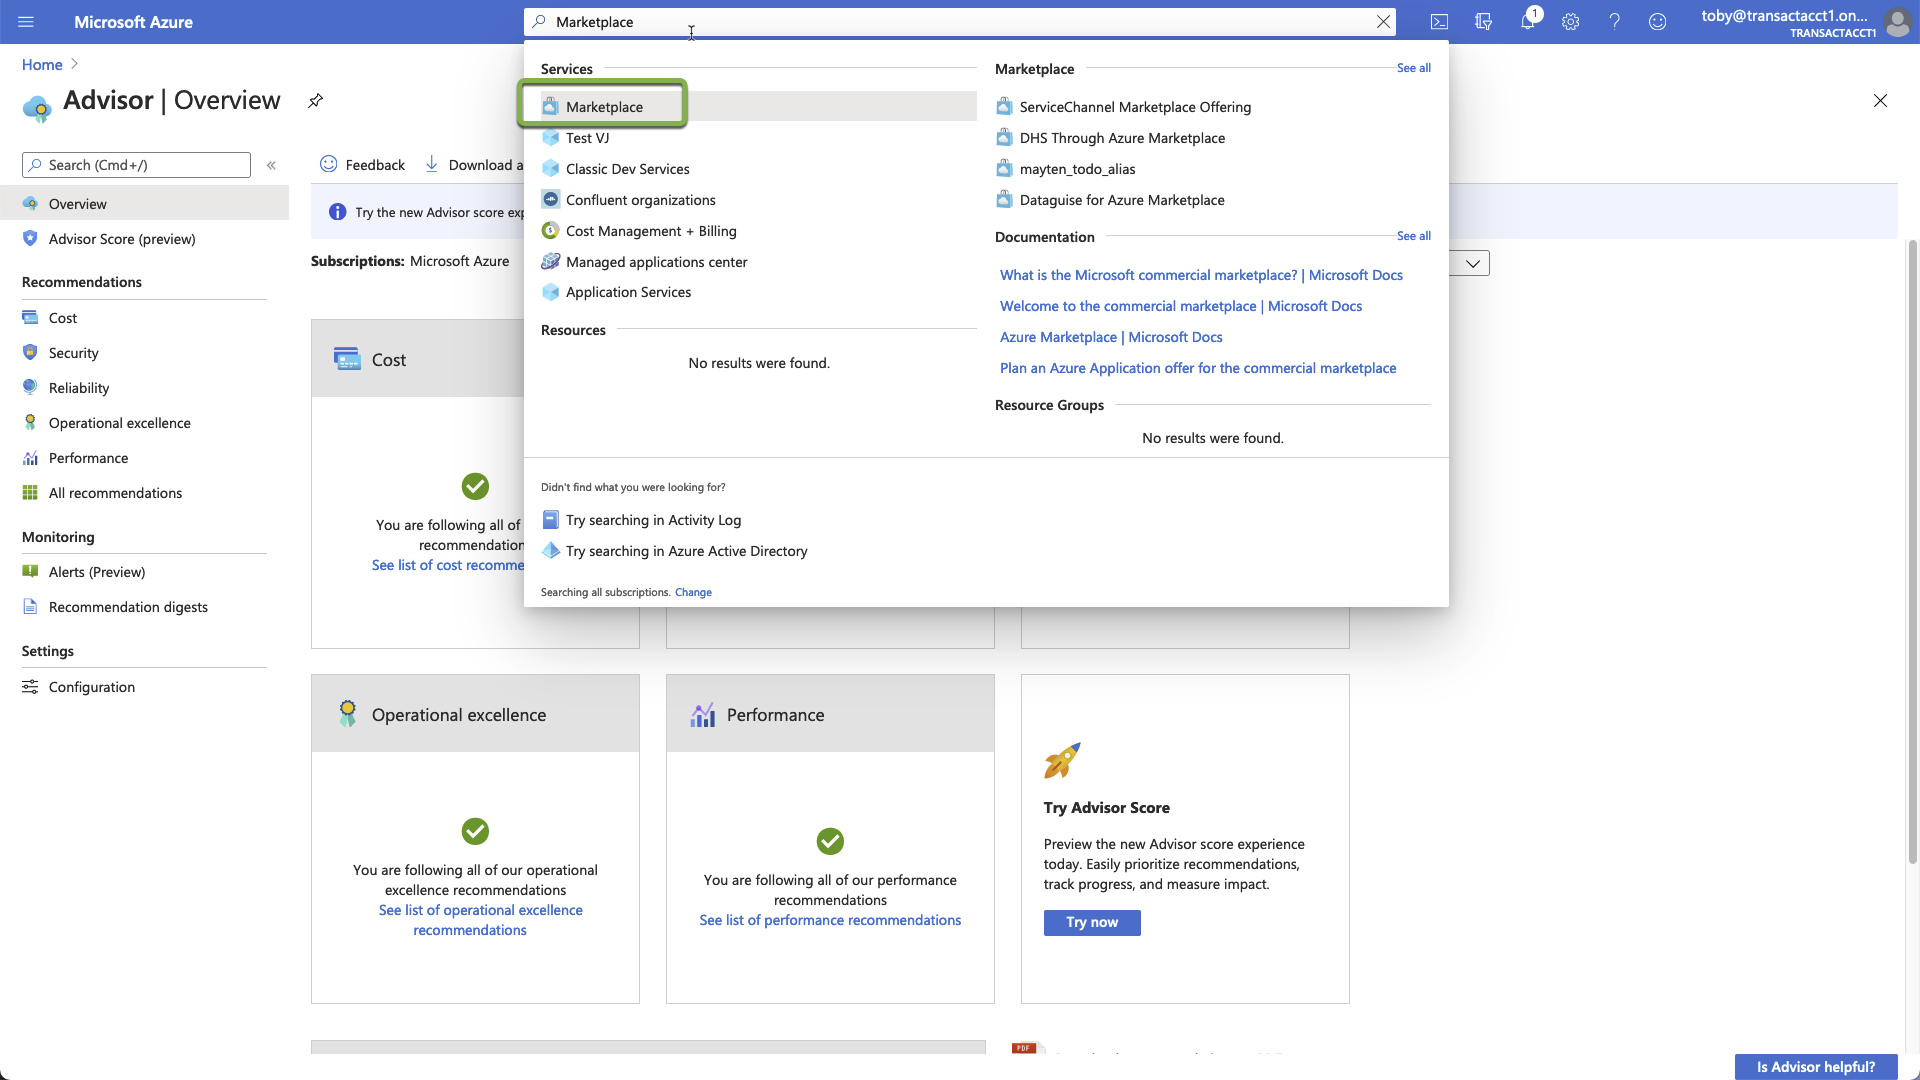 Microsoft Azure
Marketplace
1
toby@transactacct1.on...
TRANSACTACCT1
Home
Advisor | Overview
Search (Cmd+/)
Overview
Advisor Score (preview)
Recommendations
Cost
Security
Reliability
Operational excellence
Performance
All recommendations
Monitoring
Alerts (Preview)
Recommendation digests
Settings
Configuration
Feedback
Download a
Try the new Advisor score exp
Subscriptions: Microsoft Azure
Services
Marketplace
Test VJ
Classic Dev Services
Confluent organizations
Cost Management + Billing
Managed applications center
Application Services
Resources
No results were found.
Marketplace
See all
ServiceChannel Marketplace Offering
DHS Through Azure Marketplace
mayten_todo_alias
Dataguise for Azure Marketplace
Documentation
See all
What is the Microsoft commercial marketplace? | Microsoft Docs
Welcome to the commercial marketplace | Microsoft Docs
Azure Marketplace | Microsoft Docs
Plan an Azure Application offer for the commercial marketplace
Resource Groups
No results were found.
Didn't find what you were looking for?
Try searching in Activity Log
Try searching in Azure Active Directory
Searching all subscriptions. Change
Cost
You are following all of
recommendation
See list of cost recomme
Operational excellence
You are following all of our operational
excellence recommendations
See list of operational excellence
recommendations
Performance
You are following all of our performance
recommendations
See list of performance recommendations
Try Advisor Score
Preview the new Advisor score experience
today. Easily prioritize recommendations,
track progress, and measure impact.
Try now
PDF
Is Advisor helpful?